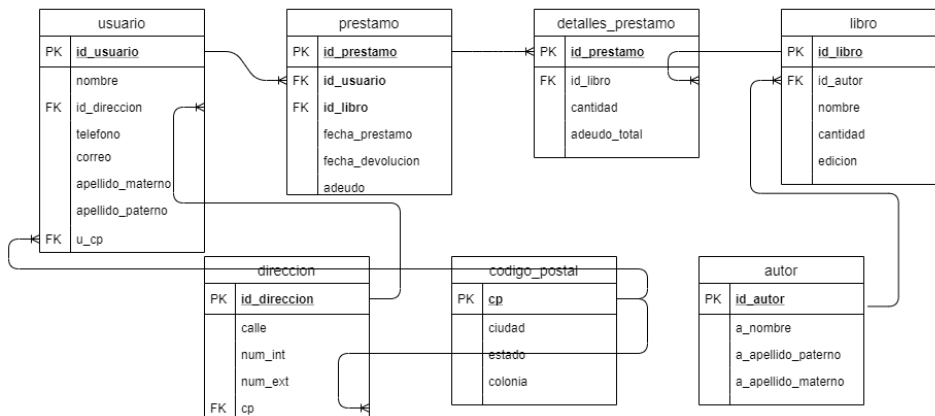 usuario
PK id_usuario
nombre
FK id_direccion
telefono
correo
apellido_materno
apellido_paterno
FK u_cp
prestamo
PK id_prestamo
FK id_usuario
FK id_libro
fecha_prestamo
fecha_devolucion
adeudo
detalles_prestamo
PK id_prestamo
FK id_libro
cantidad
adeudo_total
libro
PK id_libro
FK id_autor
nombre
cantidad
edicion
direccion
PK id_direccion
calle
num_int
num_ext
FK cp
codigo_postal
PK cp
ciudad
estado
colonia
autor
PK id_autor
a_nombre
a_apellido_paterno
a_apellido_materno